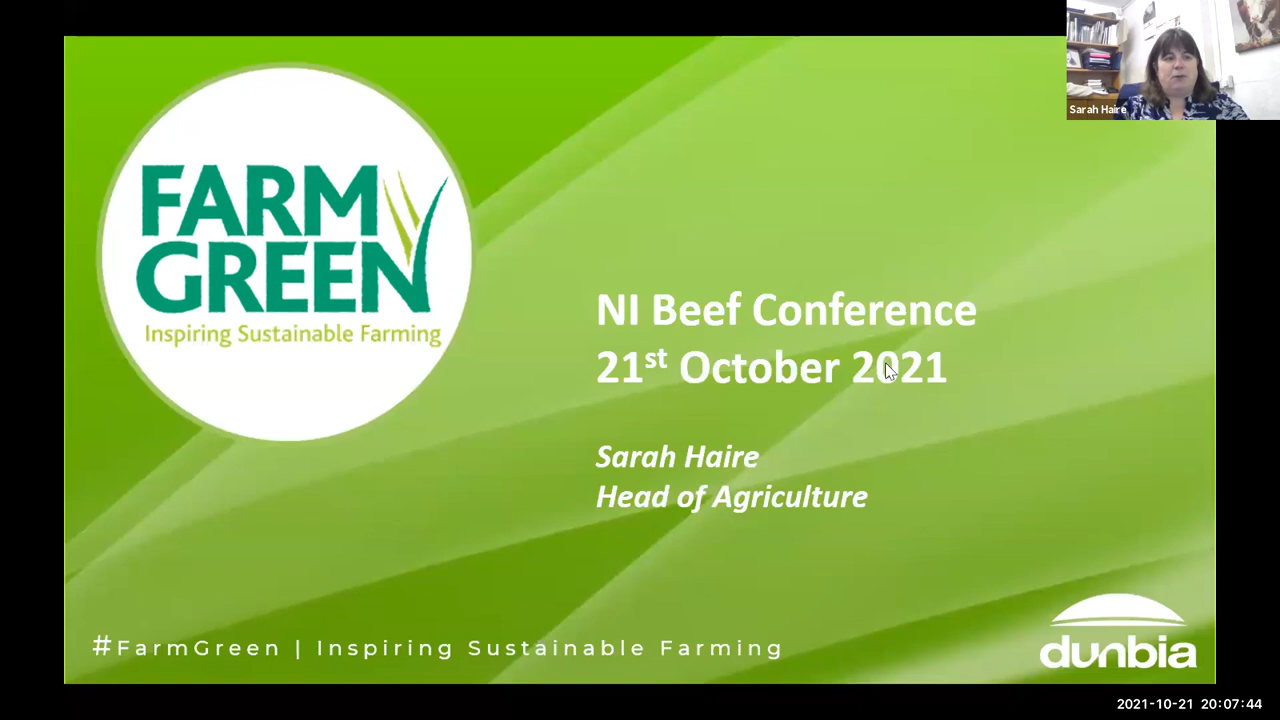 Sarah Haire
FARM
GREEN
Inspiring Sustainable Farming
NI Beef Conference
21st October 2021
Sarah Haire
Head of Agriculture
#FarmGreen | Inspiring Sustainable Farming
dunbia
2021-10-21 20:07:44